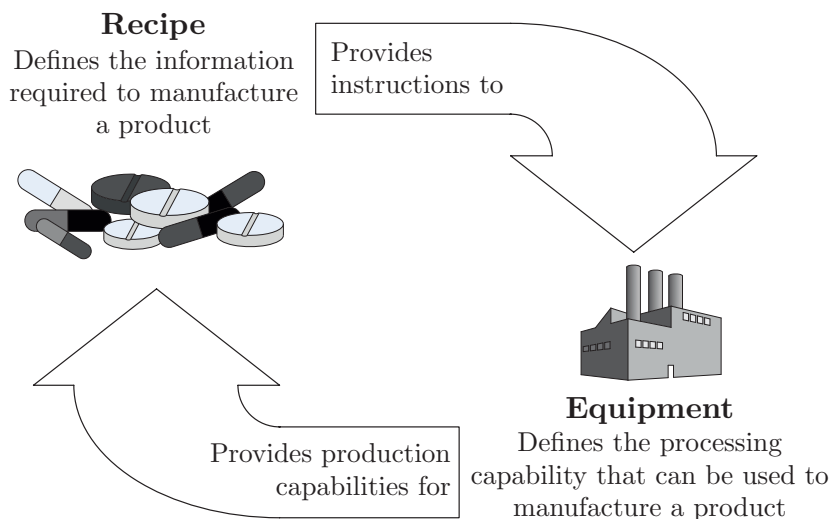 Recipe
Defines the information
required to manufacture
a product
Provides
instructions to
Equipment
Defines the processing
capability that can be used to
manufacture a product
Provides production
capabilities for